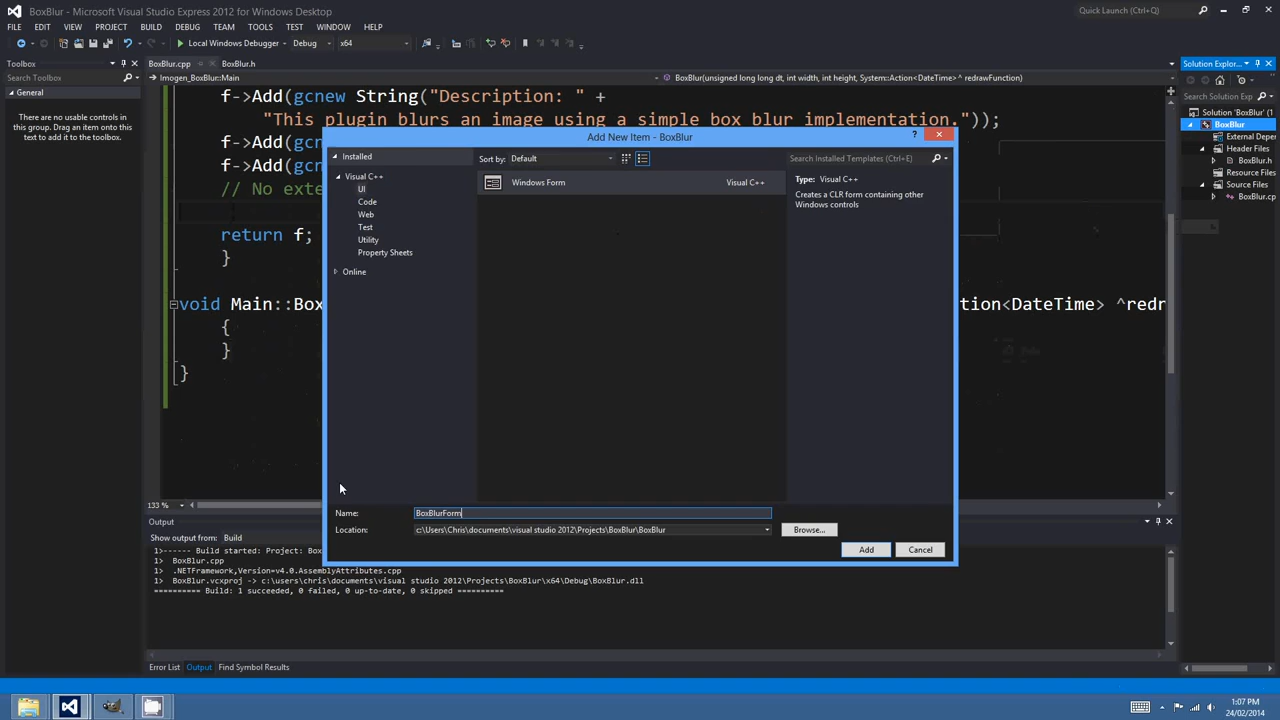 BoxBlur - Microsoft Visual Studio Express 2012 for Windows Desktop
Quick Launch (Ctrl+Q)
FILE EDIT VIEW PROJECT BUILD DEBUG TEAM TOOLS TEST WINDOW HELP
Local Windows Debugger Debug x64
Toolbox
Search Toolbox
General
There are no usable controls in
this group. Drag an item onto this
text to add it to the toolbox.
BoxBlur.cpp BoxBlur.h
Imogen_BoxBlur::Main
BoxBlur(unsigned long long dt, int width, int height, System::Action<DateTime>^ redrawFunction)
f->Add(gcnew String("Description: " +
"This plugin blurs an image using a simple box blur implementation."));
f->Add(
f->Add(
// No exte
return f;
}
void Main::Box
tion<DateTime> ^redr
{
}
}
133 %
Add New Item - BoxBlur
?
Installed
Visual C++
UI
Code
Web
Test
Utility
Property Sheets
Online
Sort by: Default
Windows Form Visual C++
Search Installed Templates (Ctrl+E)
Type: Visual C++
Creates a CLR form containing other
Windows controls
Name: BoxBlurForm
Location: c:\Users\Chris\documents\visual studio 2012\Projects\BoxBlur\BoxBlur
Browse...
Add Cancel
Solution Explor...
Search Solution Explo
Solution 'BoxBlur' (1
BoxBlur
External Depe
Header Files
BoxBlur.h
Resource Files
Source Files
BoxBlur.cp
Output
Show output from: Build
1>------ Build started: Project: Box
1> BoxBlur.cpp
1> .NETFramework,Version=v4.0.AssemblyAttributes.cpp
1> BoxBlur.vcxproj -> c:\users\chris\documents\visual studio 2012\Projects\BoxBlur\x64\Debug\BoxBlur.dll
========== Build: 1 succeeded, 0 failed, 0 up-to-date, 0 skipped ==========
Error List Output Find Symbol Results
1:07 PM
24/02/2014